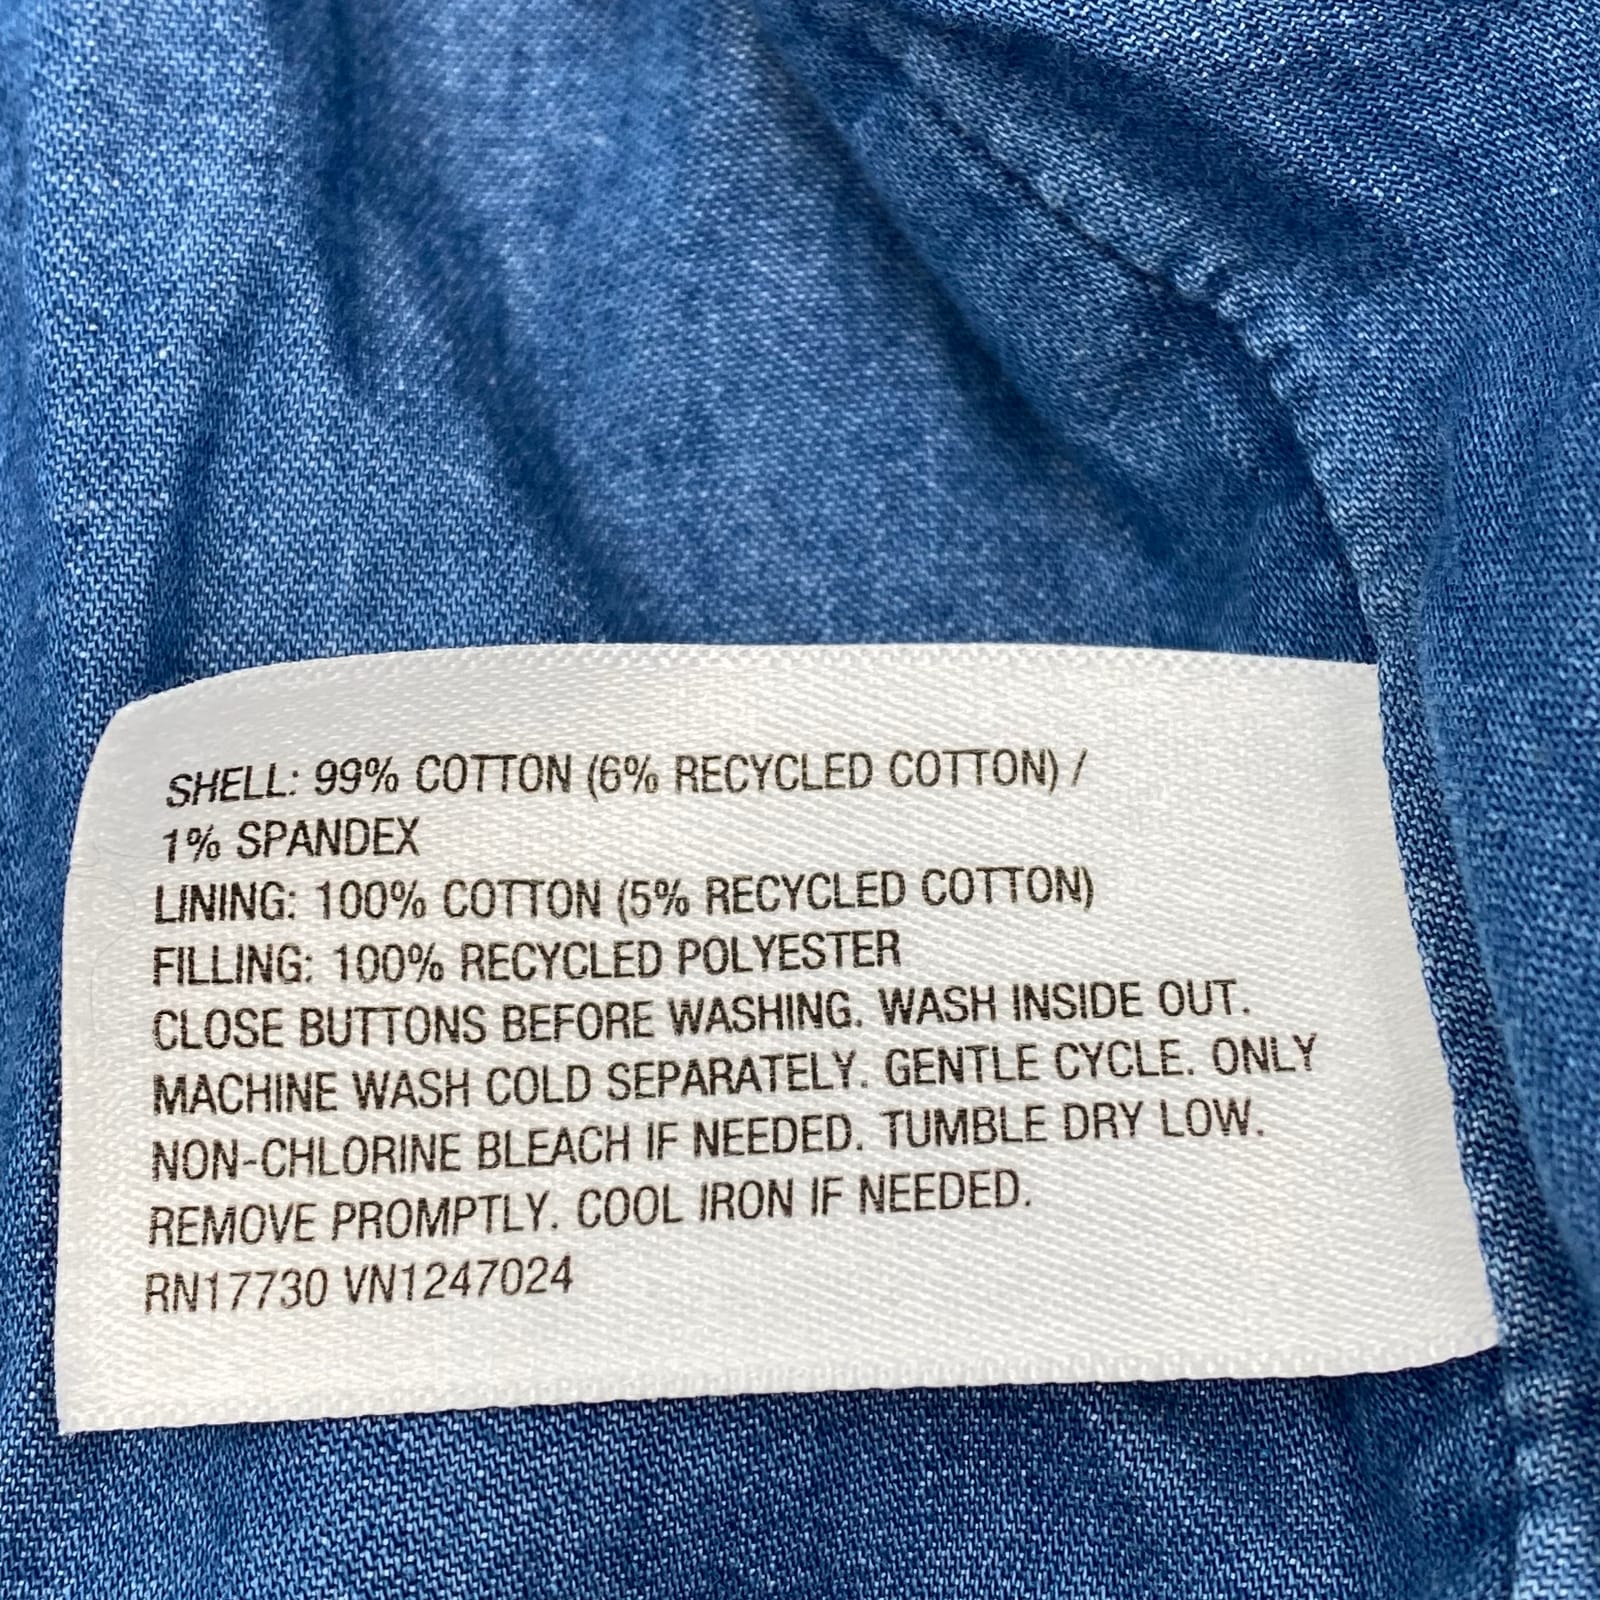 SHELL: 99% COTTON (6% RECYCLED COTTON) /
1% SPANDEX
LINING: 100% COTTON (5% RECYCLED COTTON)
FILLING: 100% RECYCLED POLYESTER
CLOSE BUTTONS BEFORE WASHING. WASH INSIDE OUT.
MACHINE WASH COLD SEPARATELY. GENTLE CYCLE. ONLY
NON-CHLORINE BLEACH IF NEEDED. TUMBLE DRY LOW.
REMOVE PROMPTLY. COOL IRON IF NEEDED.
RN17730 VN1247024